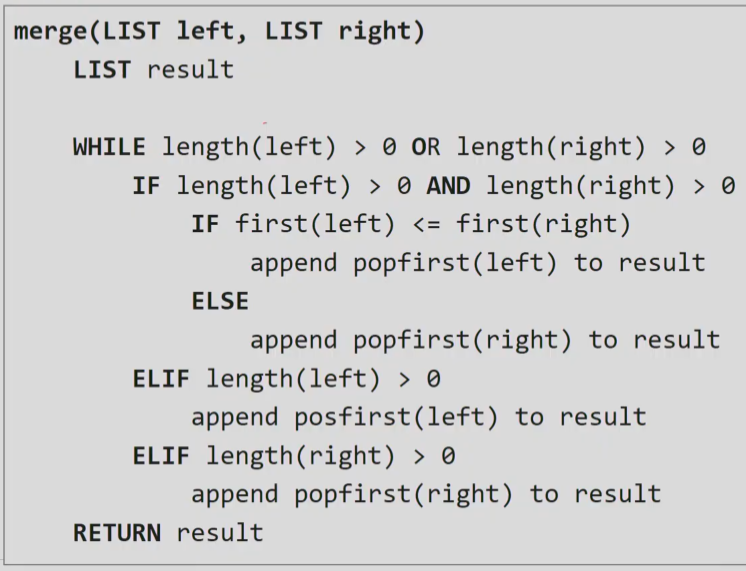 merge(LIST left, LIST right)
    LIST result

    WHILE length(left) > 0 OR length(right) > 0
        IF length(left) > 0 AND length(right) > 0
            IF first(left) <= first(right)
                append popfirst(left) to result
            ELSE
                append popfirst(right) to result
        ELIF length(left) > 0
            append posfirst(left) to result
        ELIF length(right) > 0
            append popfirst(right) to result
    RETURN result